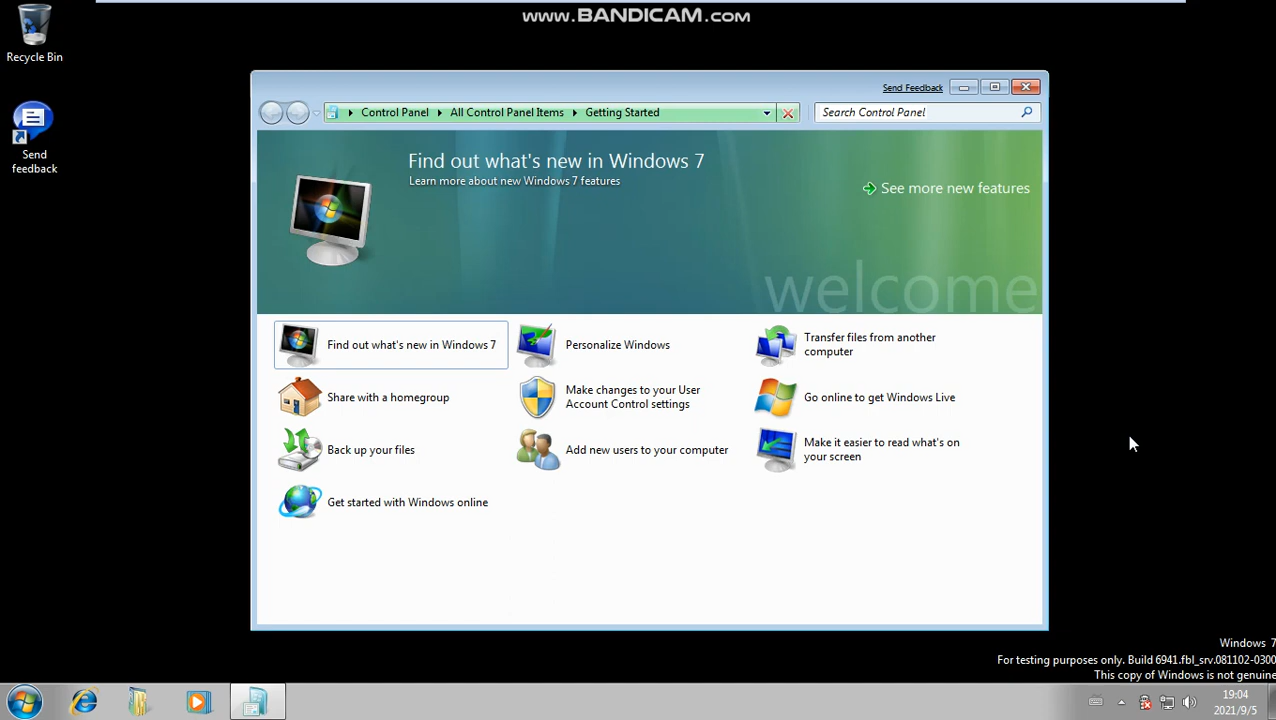 www.BANDICAM.com
Recycle Bin
Send
feedback
Send Feedback
Control Panel
All Control Panel Items
Getting Started
Search Control Panel
Find out what's new in Windows 7
Learn more about new Windows 7 features
See more new features
welcome
Find out what's new in Windows 7
Personalize Windows
Transfer files from another
computer
Share with a homegroup
Make changes to your User
Account Control settings
Go online to get Windows Live
Back up your files
Add new users to your computer
Make it easier to read what's on
your screen
Get started with Windows online
Windows 7
For testing purposes only. Build 6941.fbl_srv.081102-0300
This copy of Windows is not genuine
19:04
2021/9/5